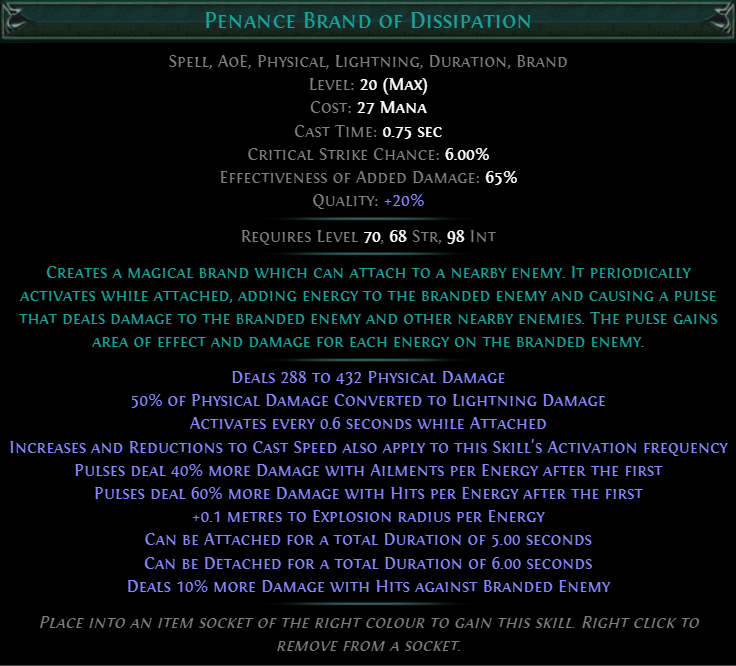 Penance Brand of Dissipation
Spell, AoE, Physical, Lightning, Duration, Brand
Level: 20 (Max)
Cost: 27 Mana
Cast Time: 0.75 sec
Critical Strike Chance: 6.00%
Effectiveness of Added Damage: 65%
Quality: +20%
Requires Level 70, 68 Str, 98 Int
Creates a magical brand which can attach to a nearby enemy. It periodically
activates while attached, adding energy to the branded enemy and causing a pulse
that deals damage to the branded enemy and other nearby enemies. The pulse gains
area of effect and damage for each energy on the branded enemy.
Deals 288 to 432 Physical Damage
50% of Physical Damage Converted to Lightning Damage
Activates every 0.6 seconds while Attached
Increases and Reductions to Cast Speed also apply to this Skill's Activation frequency
Pulses deal 40% more Damage with Ailments per Energy after the first
Pulses deal 60% more Damage with Hits per Energy after the first
+0.1 metres to Explosion radius per Energy
Can be Attached for a total Duration of 5.00 seconds
Can be Detached for a total Duration of 6.00 seconds
Deals 10% more Damage with Hits against Branded Enemy
Place into an item socket of the right colour to gain this skill. Right click to
remove from a socket.